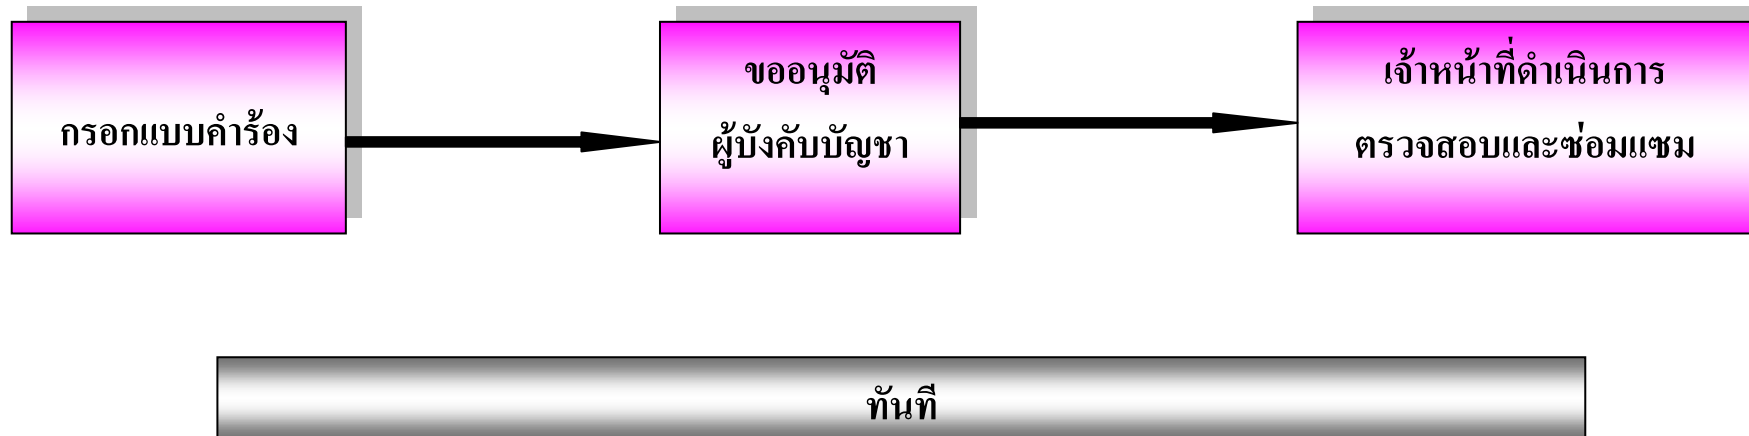 กรอกแบบคำร้อง
ขออนุมัติ
ผู้บังคับบัญชา
เจ้าหน้าที่ดำเนินการ
ตรวจสอบและซ่อมแซม
ทันที